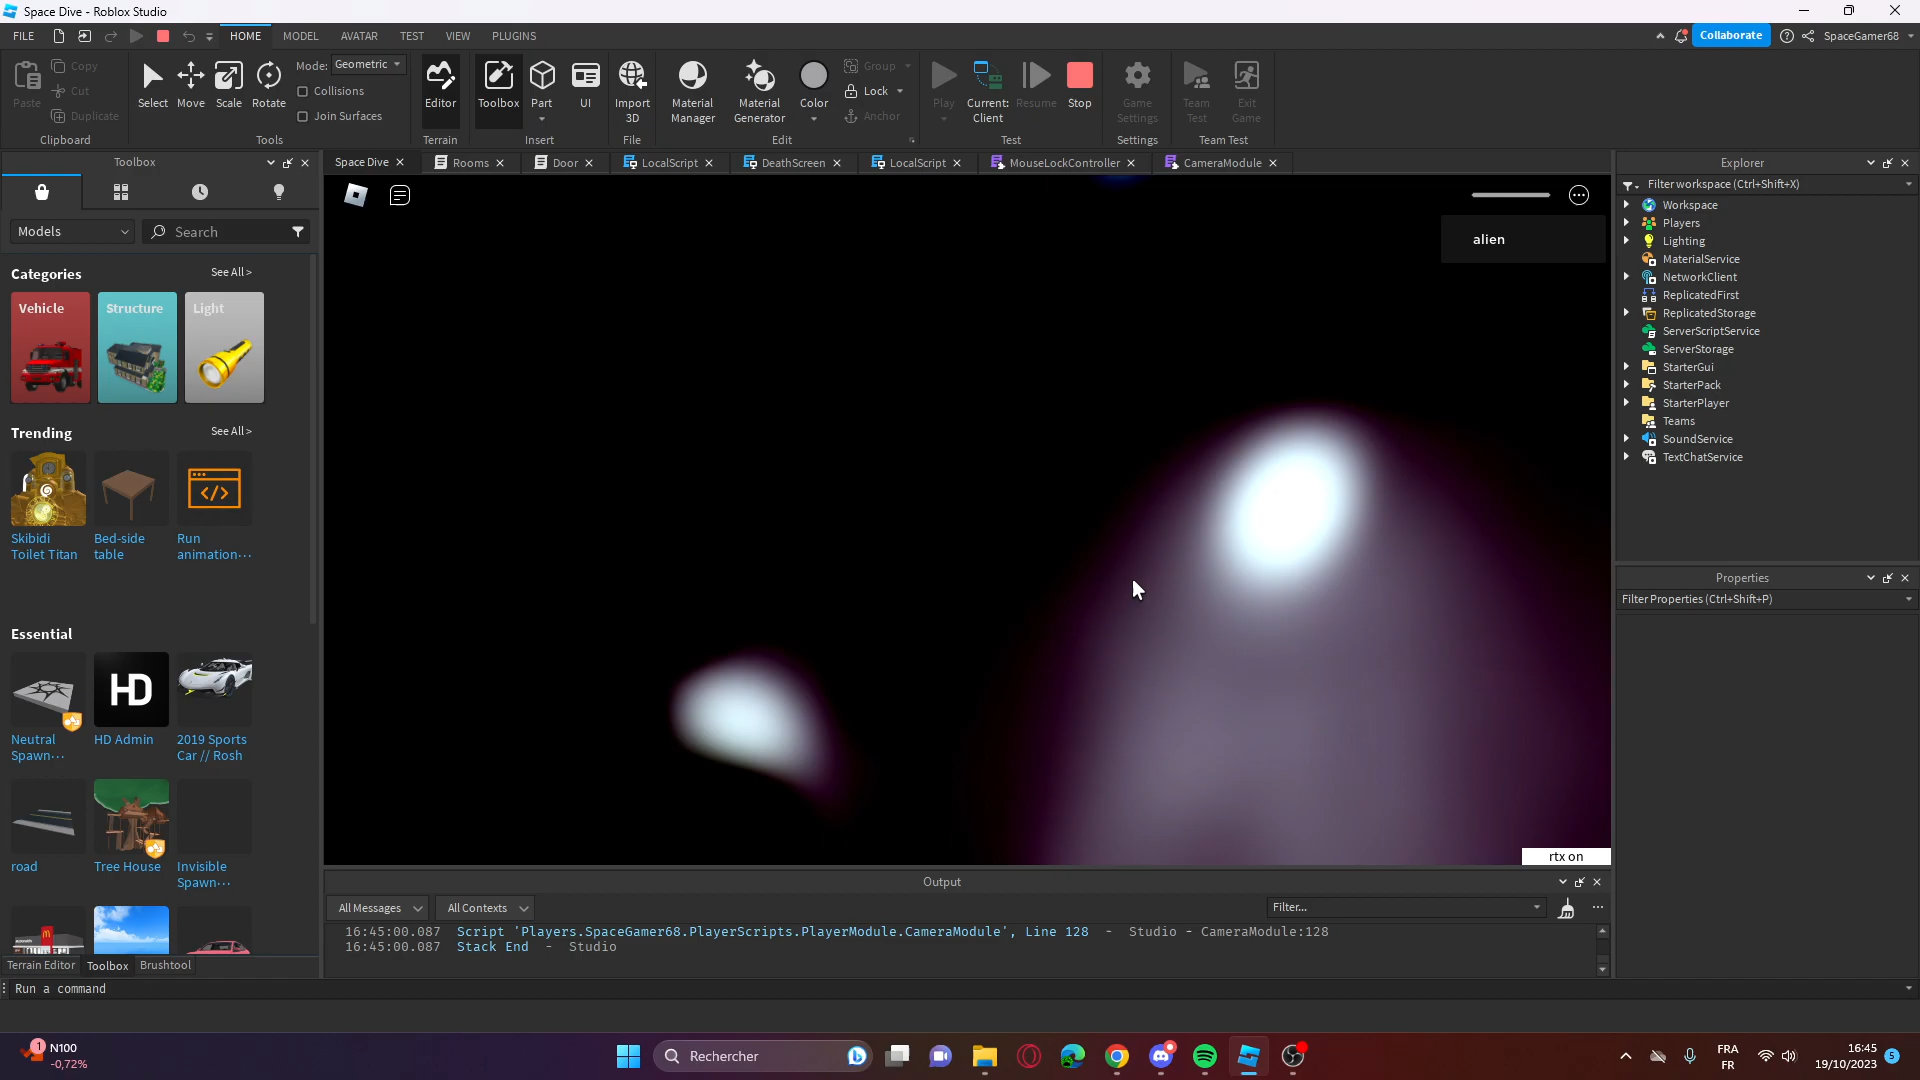 Space Dive - Roblox Studio
FILE
HOME
MODEL
AVATAR
TEST
VIEW
PLUGINS
Collaborate
SpaceGamer68
Paste
Copy
Cut
Duplicate
Clipboard
Select
Move
Scale
Rotate
Mode:
Geometric
Collisions
Join Surfaces
Tools
Editor
Terrain
Toolbox
Part
UI
Insert
Import
3D
File
Material
Manager
Material
Generator
Color
Group
Lock
Anchor
Edit
Play
Current:
Client
Resume
Stop
Test
Game
Settings
Settings
Team
Test
Exit
Game
Team Test
Toolbox
Space Dive
Rooms
Door
LocalScript
DeathScreen
LocalScript
MouseLockController
CameraModule
Explorer
Models
Search
Categories
See All >
Vehicle
Structure
Light
Trending
See All >
Skibidi
Toilet Titan
Bed-side
table
Run
animation...
Essential
HD
Neutral
Spawn...
HD Admin
2019 Sports
Car // Rosh
road
Tree House
Invisible
Spawn...
Terrain Editor
Toolbox
Brushtool
alien
rtx on
Filter workspace (Ctrl+Shift+X)
Workspace
Players
Lighting
MaterialService
NetworkClient
ReplicatedFirst
ReplicatedStorage
ServerScriptService
ServerStorage
StarterGui
StarterPack
StarterPlayer
Teams
SoundService
TextChatService
Properties
Filter Properties (Ctrl+Shift+P)
Output
All Messages
All Contexts
Filter...
16:45:00.087 Script 'Players.SpaceGamer68.PlayerScripts.PlayerModule.CameraModule', Line 128 - Studio - CameraModule:128
16:45:00.087 Stack End - Studio
Run a command
1
N100
-0,72%
Rechercher
FRA
FR
16:45
19/10/2023
5